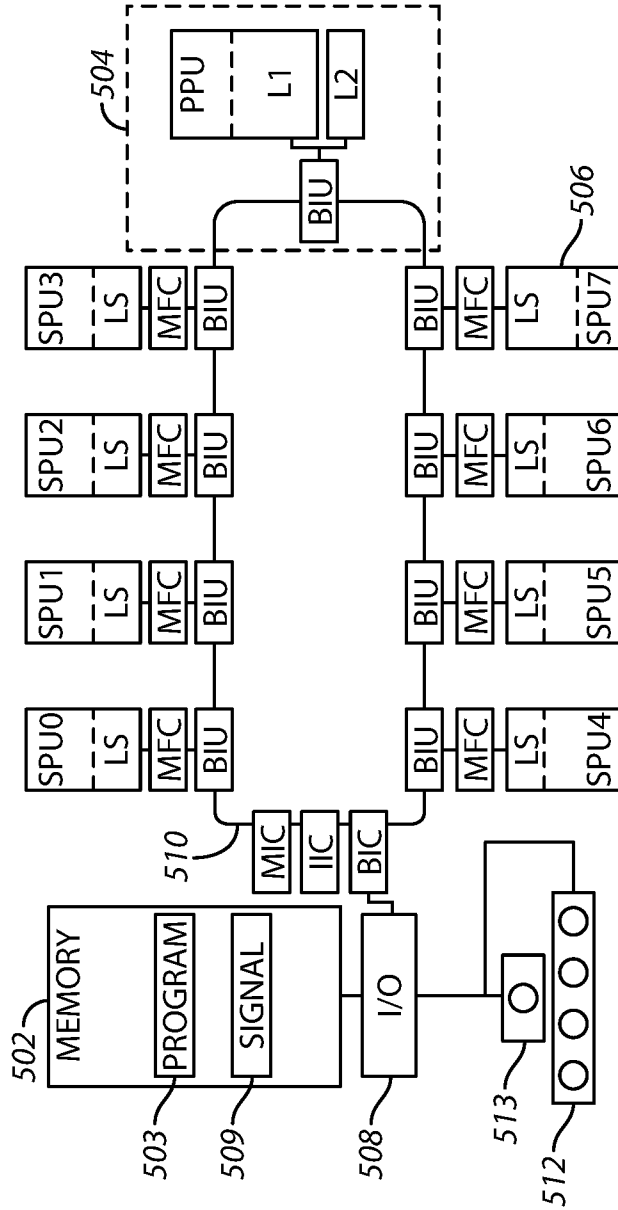 502
MEMORY
503
PROGRAM
509
SIGNAL
508
I/O
513
512
510
MIC
IIC
BIC
SPU0
LS
MFC
BIU
SPU1
LS
MFC
BIU
SPU2
LS
MFC
BIU
SPU3
LS
MFC
BIU
504
PPU
L1
L2
BIU
BIU
MFC
LS
SPU4
BIU
MFC
LS
SPU5
BIU
MFC
LS
SPU6
BIU
MFC
LS
SPU7
506